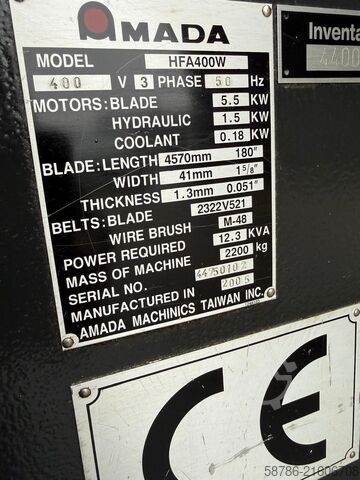 AMADA
MODEL HFA400W
400 V 3 PHASE 50 Hz
MOTORS: BLADE 5.5 KW
HYDRAULIC 1.5 KW
COOLANT 0.18 KW
BLADE: LENGTH 4570mm 180"
WIDTH 41mm 1 5/8"
THICKNESS 1.3mm 0.051"
BELTS: BLADE 2322V521
WIRE BRUSH M-48
POWER REQUIRED 12.3 KVA
MASS OF MACHINE 2200 kg
SERIAL NO. 44750102
MANUFACTURED IN 2005
AMADA MACHINICS TAIWAN INC.
Inventa
4400
CE